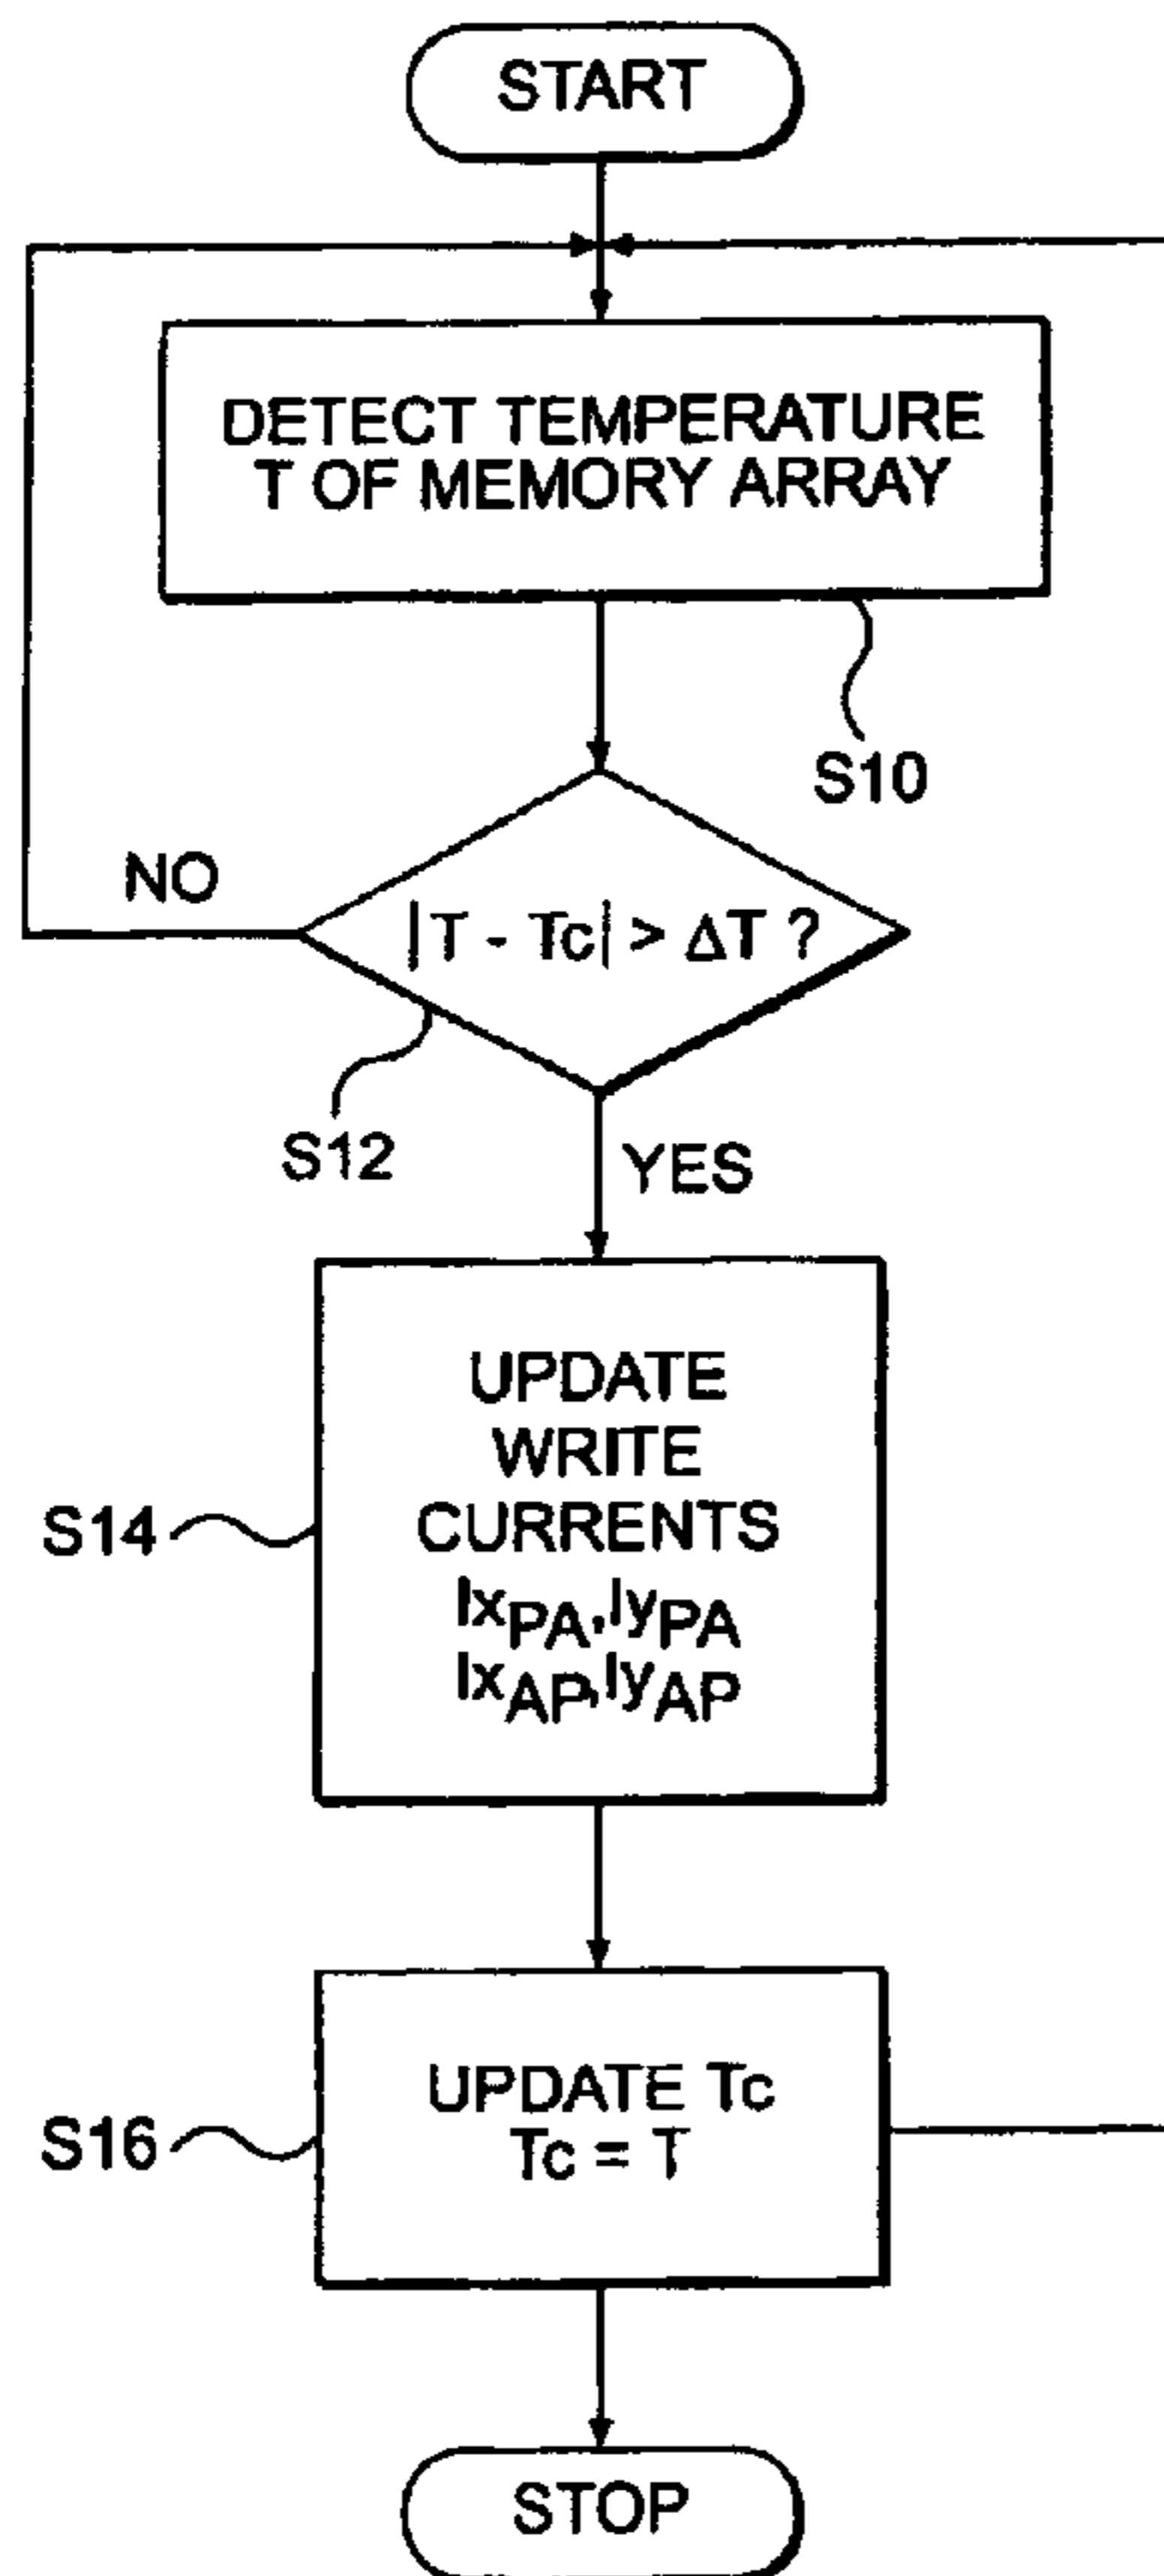 START
DETECT TEMPERATURE
T OF MEMORY ARRAY
S10
NO
|T - Tc| > ΔT ?
S12
YES
UPDATE
WRITE
CURRENTS
IxPA,IyPA
IxAP,IyAP
S14
UPDATE Tc
Tc = T
S16
STOP